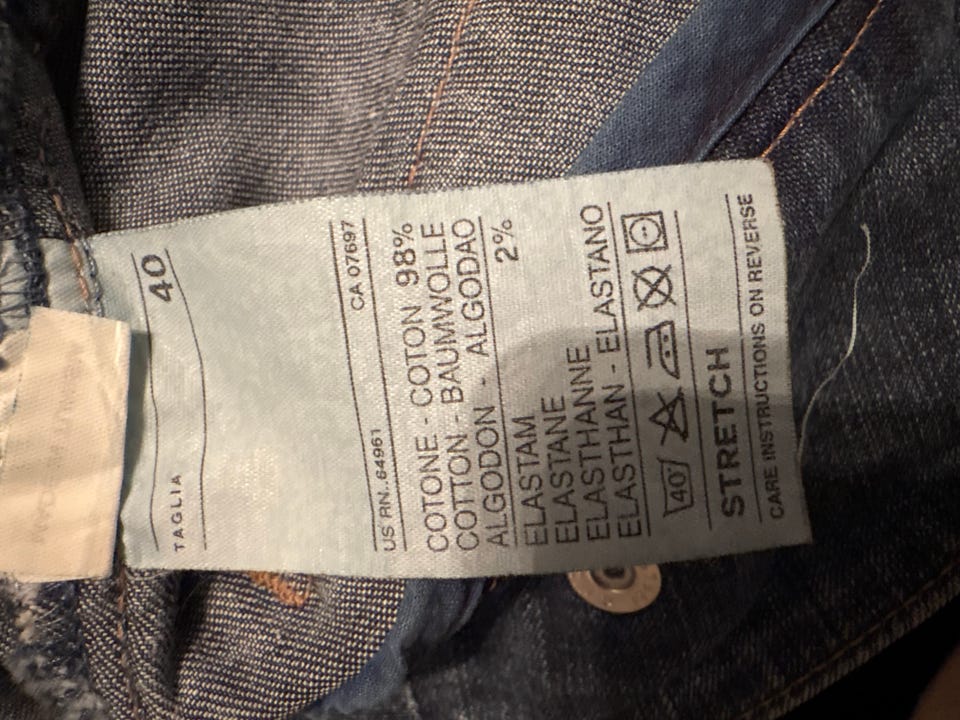 TAGLIA 40
US RN..64961 CA 07697
COTONE - COTON 98%
COTTON - BAUMWOLLE
ALGODON - ALGODAO
ELASTAM 2%
ELASTANE
ELASTHANNE
ELASTHAN - ELASTANO
40°
STRETCH
CARE INSTRUCTIONS ON REVERSE